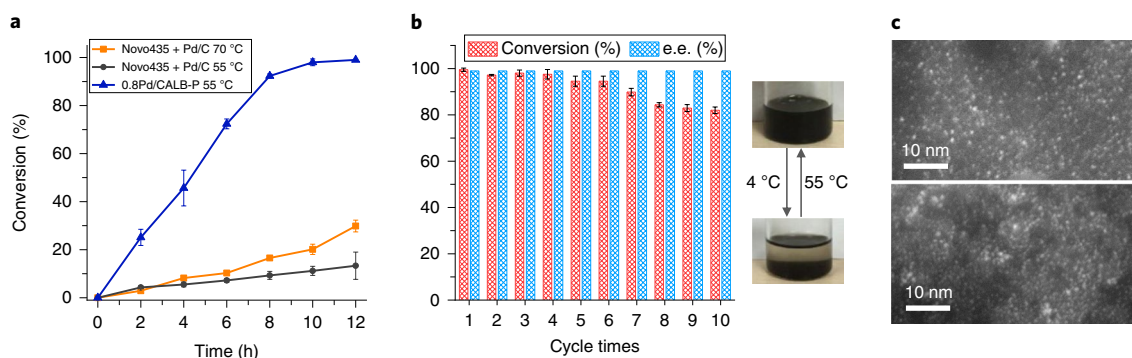 a
Novo435 + Pd/C 70 °C
Novo435 + Pd/C 55 °C
0.8Pd/CALB-P 55 °C
100
80
60
40
20
0
Conversion (%)
0 2 4 6 8 10 12
Time (h)
b
Conversion (%) e.e. (%)
100
80
60
40
20
0
1 2 3 4 5 6 7 8 9 10
Cycle times
4 °C 55 °C
c
10 nm
10 nm